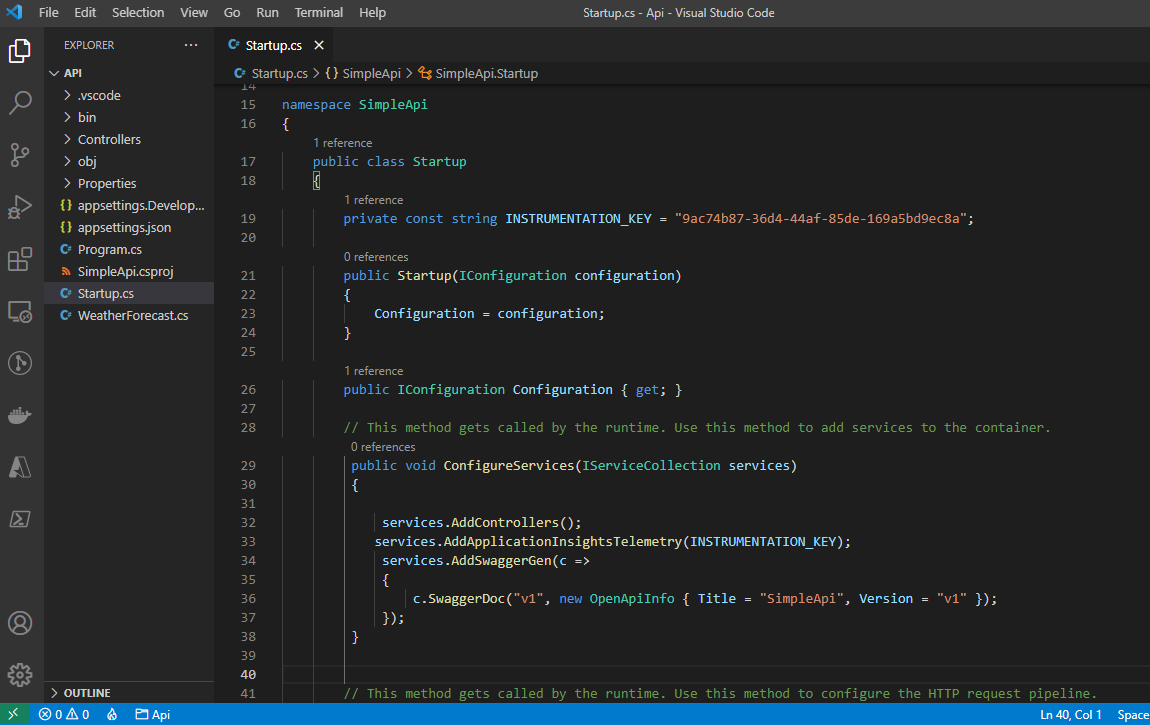 File Edit Selection View Go Run Terminal Help Startup.cs - Api - Visual Studio Code
EXPLORER ...
API
.vscode
bin
Controllers
obj
Properties
{} appsettings.Develop...
{} appsettings.json
C# Program.cs
SimpleApi.csproj
C# Startup.cs
C# WeatherForecast.cs
OUTLINE
C# Startup.cs
C# Startup.cs > {} SimpleApi > SimpleApi.Startup
14
15 namespace SimpleApi
16 {
1 reference
17 public class Startup
18 {
1 reference
19 private const string INSTRUMENTATION_KEY = "9ac74b87-36d4-44af-85de-169a5bd9ec8a";
20
0 references
21 public Startup(IConfiguration configuration)
22 {
23 Configuration = configuration;
24 }
25
1 reference
26 public IConfiguration Configuration { get; }
27
28 // This method gets called by the runtime. Use this method to add services to the container.
0 references
29 public void ConfigureServices(IServiceCollection services)
30 {
31
32 services.AddControllers();
33 services.AddApplicationInsightsTelemetry(INSTRUMENTATION_KEY);
34 services.AddSwaggerGen(c =>
35 {
36 c.SwaggerDoc("v1", new OpenApiInfo { Title = "SimpleApi", Version = "v1" });
37 });
38 }
39
40
41 // This method gets called by the runtime. Use this method to configure the HTTP request pipeline.
0 0 Api Ln 40, Col 1 Space